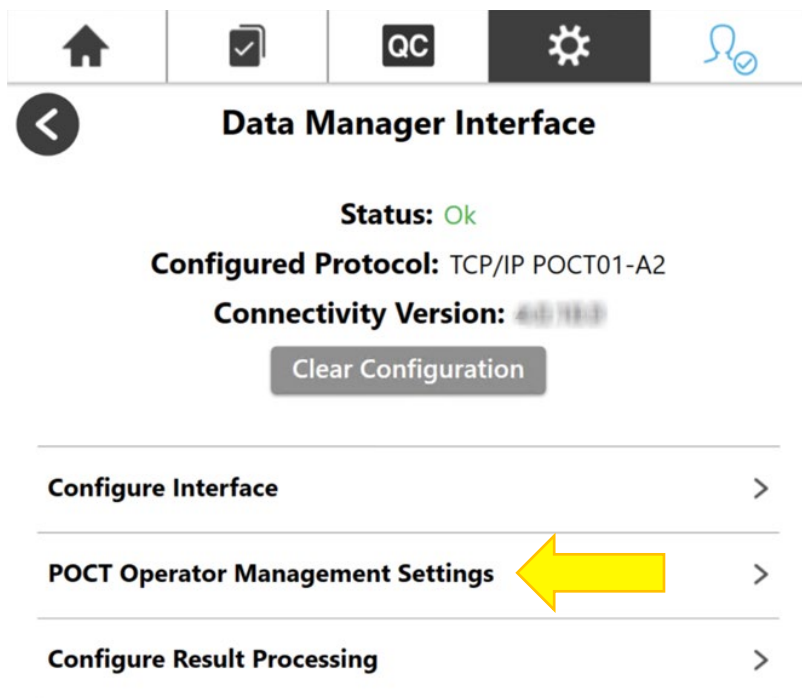 QC
Data Manager Interface
Status: Ok
Configured Protocol: TCP/IP POCT01-A2
Connectivity Version:
Clear Configuration
Configure Interface
POCT Operator Management Settings
Configure Result Processing